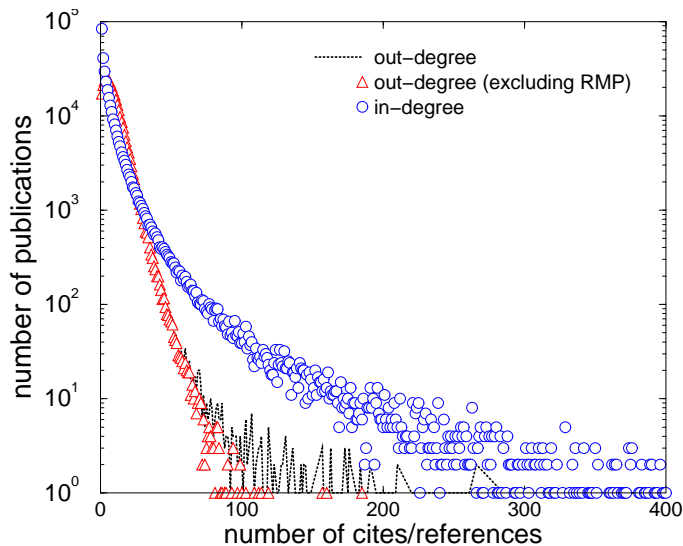 out−degree
out−degree (excluding RMP)
in−degree
number of publications
10^5
10^4
10^3
10^2
10^1
10^0
0 100 200 300 400
number of cites/references